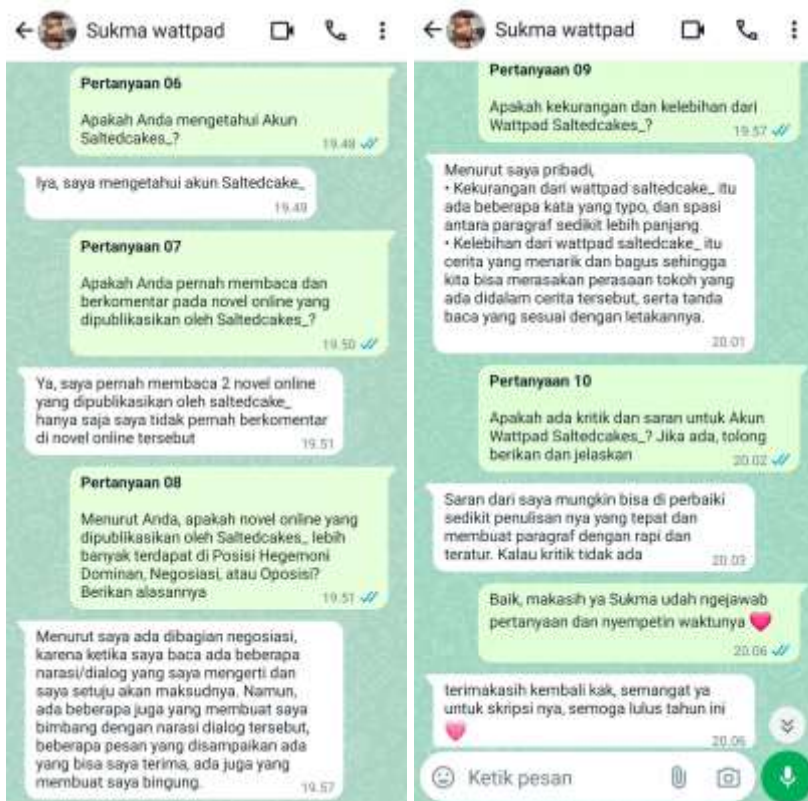 Sukma wattpad
Pertanyaan 06
Apakah Anda mengetahui Akun
Saltedcakes_?
19.48
Iya, saya mengetahui akun Saltedcake_
19.49
Pertanyaan 07
Apakah Anda pernah membaca dan
berkomentar pada novel online yang
dipublikasikan oleh Saltedcakes_?
19.50
Ya, saya pernah membaca 2 novel online
yang dipublikasikan oleh saltedcake_
hanya saja saya tidak pernah berkomentar
di novel online tersebut
19.51
Pertanyaan 08
Menurut Anda, apakah novel online yang
dipublikasikan oleh Saltedcakes_ lebih
banyak terdapat di Posisi Hegemoni
Dominan, Negosiasi, atau Oposisi?
Berikan alasannya
19.51
Menurut saya ada dibagian negosiasi,
karena ketika saya baca ada beberapa
narasi/dialog yang saya mengerti dan
saya setuju akan maksudnya. Namun,
ada beberapa juga yang membuat saya
bimbang dengan narasi dialog tersebut,
beberapa pesan yang disampaikan ada
yang bisa saya terima, ada juga yang
membuat saya bingung.
19.57
Sukma wattpad
Pertanyaan 09
Apakah kekurangan dan kelebihan dari
Wattpad Saltedcakes_?
19.57
Menurut saya pribadi,
• Kekurangan dari wattpad saltedcake_ itu
ada beberapa kata yang typo, dan spasi
antara paragraf sedikit lebih panjang
• Kelebihan dari wattpad saltedcake_ itu
cerita yang menarik dan bagus sehingga
kita bisa merasakan perasaan tokoh yang
ada didalam cerita tersebut, serta tanda
baca yang sesuai dengan letakannya.
20.01
Pertanyaan 10
Apakah ada kritik dan saran untuk Akun
Wattpad Saltedcakes_? Jika ada, tolong
berikan dan jelaskan
20.02
Saran dari saya mungkin bisa di perbaiki
sedikit penulisan nya yang tepat dan
membuat paragraf dengan rapi dan
teratur. Kalau kritik tidak ada
20.03
Baik, makasih ya Sukma udah ngejawab
pertanyaan dan nyempetin waktunya
20.06
terimakasih kembali kak, semangat ya
untuk skripsi nya, semoga lulus tahun ini
20.06
Ketik pesan